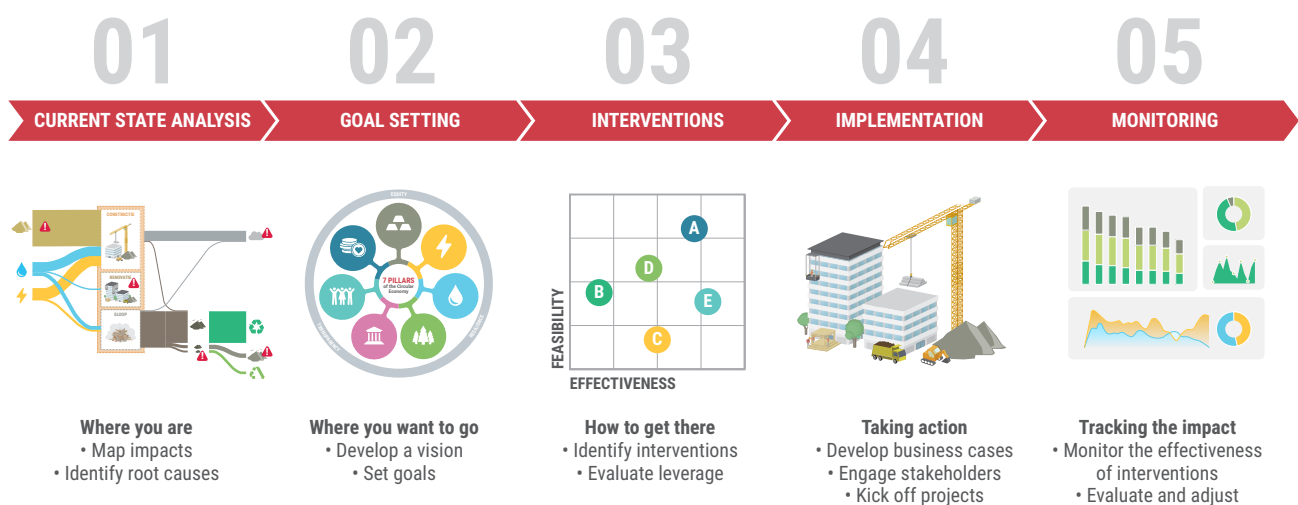 01
02
03
04
05
CURRENT STATE ANALYSIS
GOAL SETTING
INTERVENTIONS
IMPLEMENTATION
MONITORING
RENOVATIE
SLOOP
EQUITY
7 PILLARS
of the Circular
Economy
A
D
B
E
C
FEASIBILITY
EFFECTIVENESS
Where you are
• Map impacts
• Identify root causes
Where you want to go
• Develop a vision
• Set goals
How to get there
• Identify interventions
• Evaluate leverage
Taking action
• Develop business cases
• Engage stakeholders
• Kick off projects
Tracking the impact
• Monitor the effectiveness
of interventions
• Evaluate and adjust